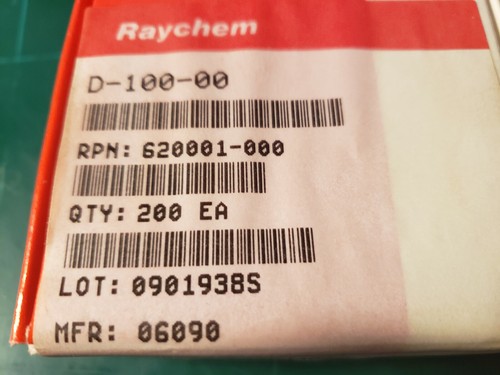 Raychem
D-100-00
RPN: 620001-000
QTY: 200 EA
LOT: 0901938S
MFR: 06090